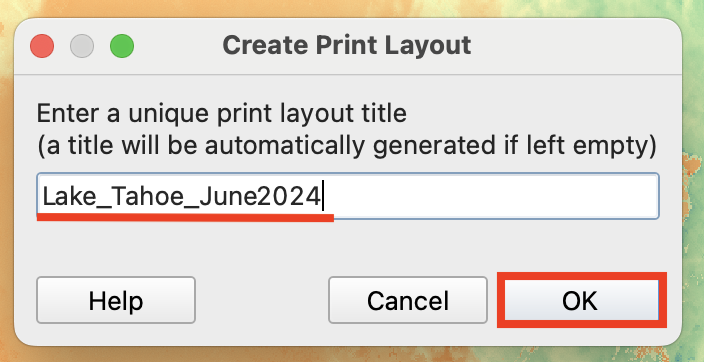 Create Print Layout
Enter a unique print layout title
(a title will be automatically generated if left empty)
Lake_Tahoe_June2024
Help Cancel OK